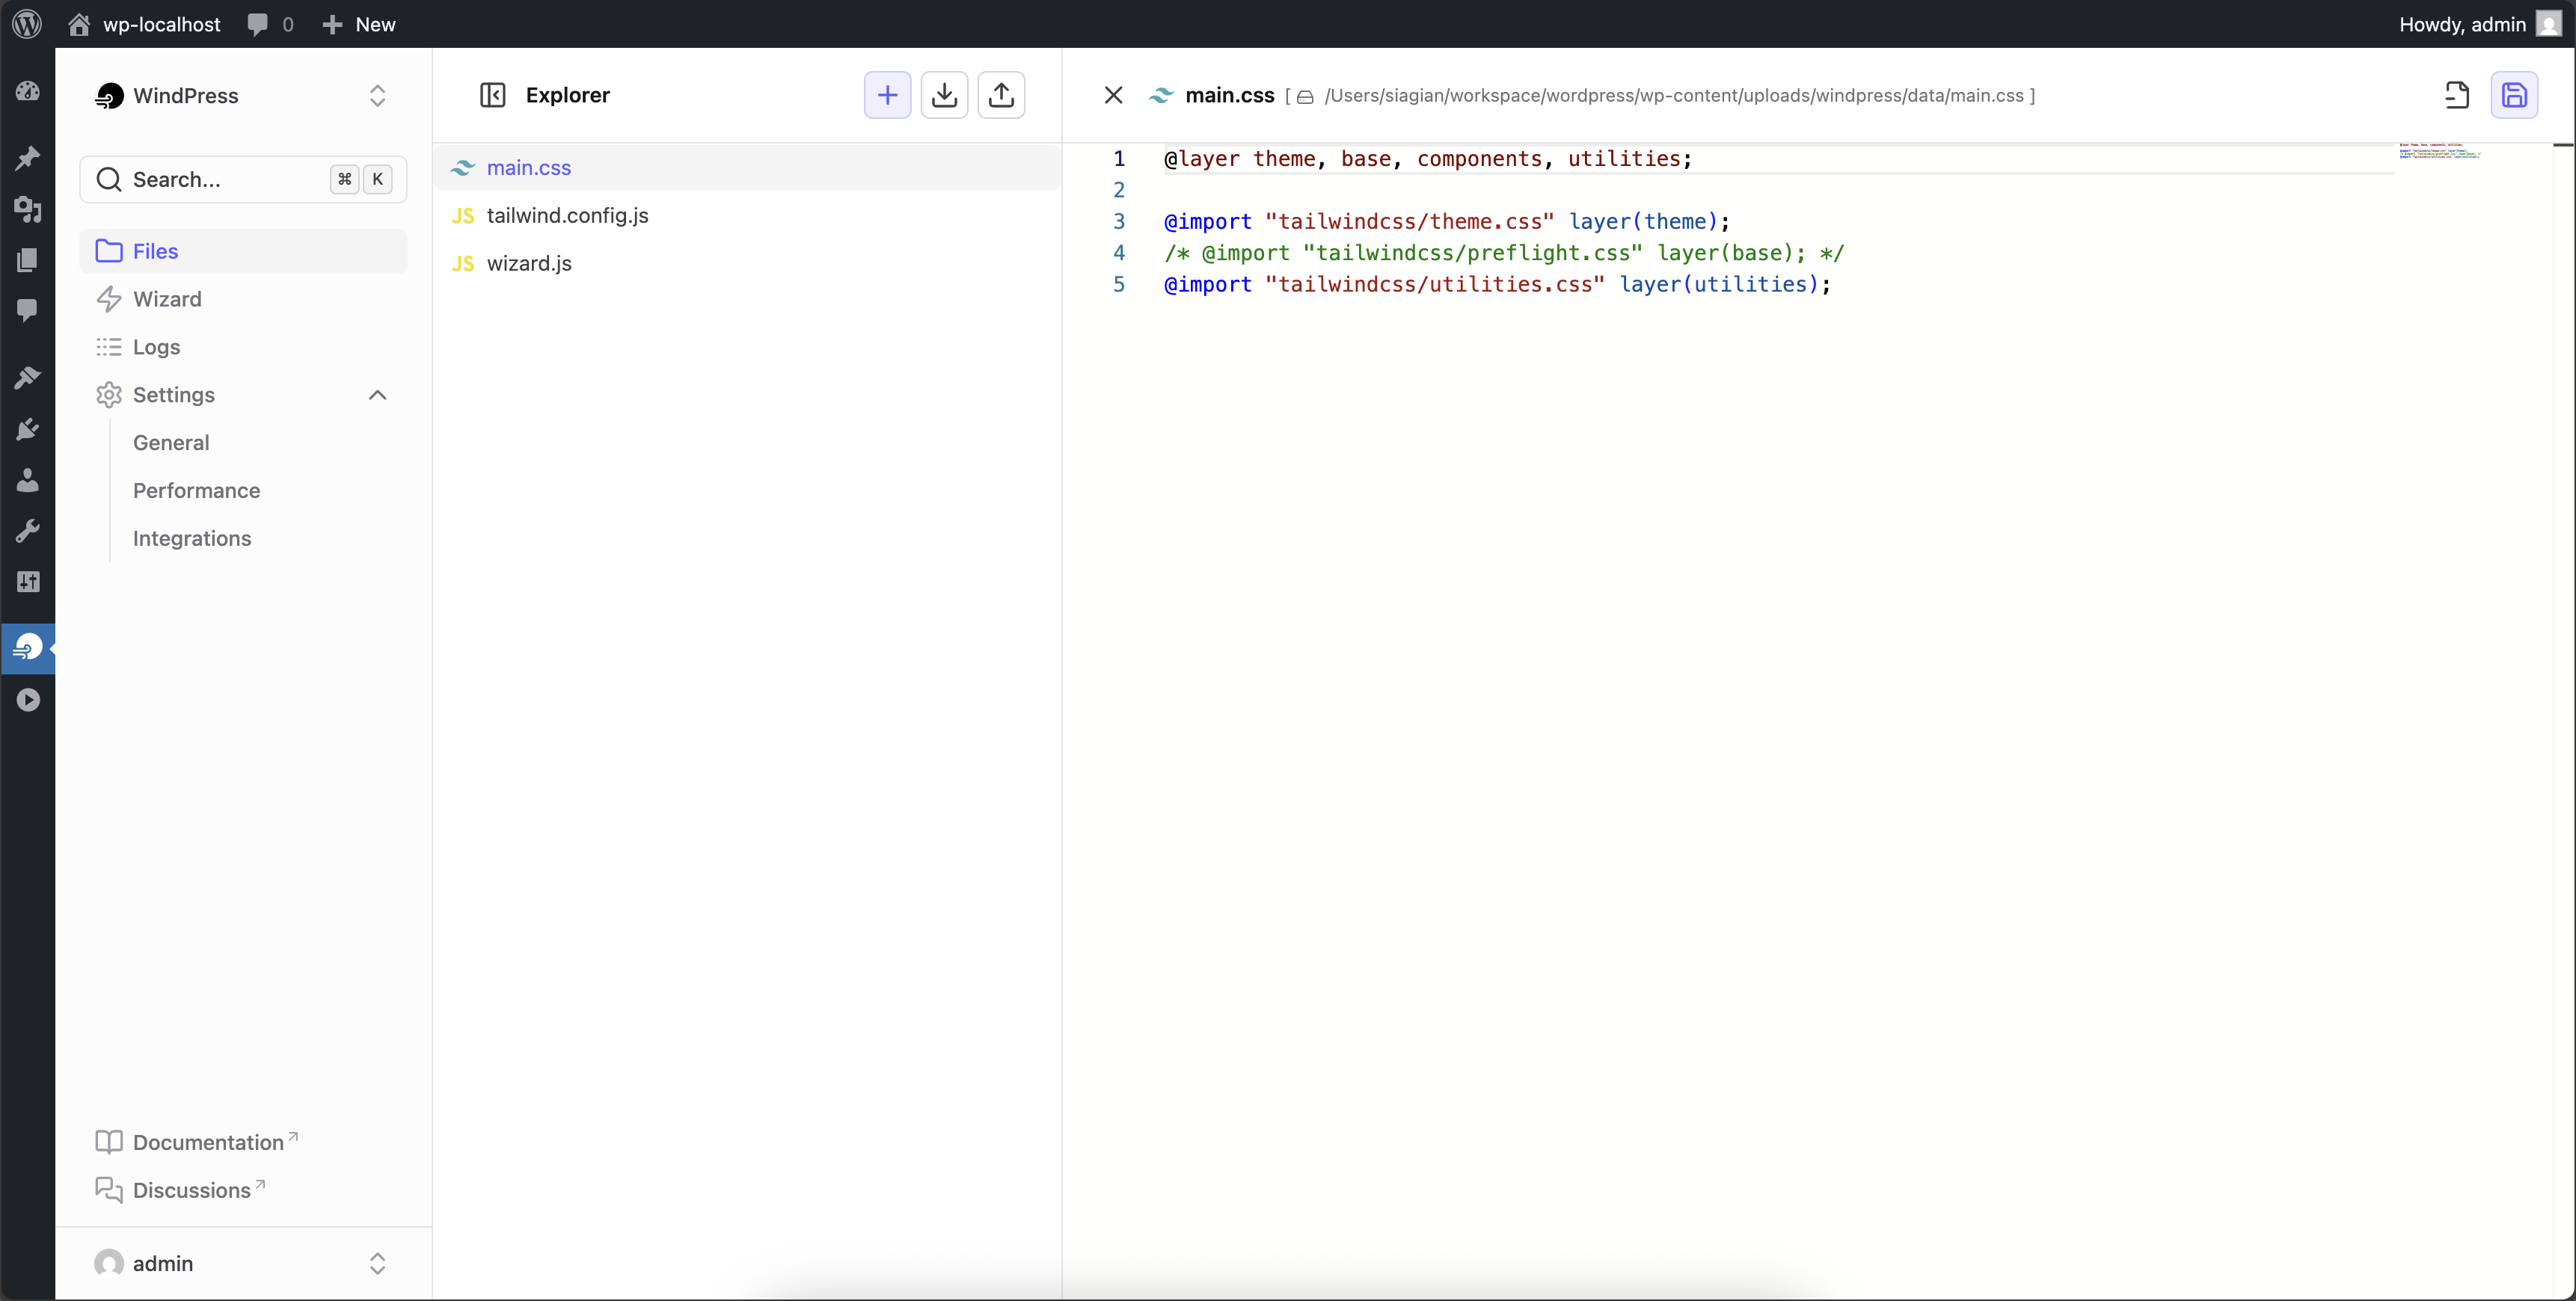 wp-localhost 0 New Howdy, admin
WindPress
Search... ⌘ K
Files
Wizard
Logs
Settings
General
Performance
Integrations
Documentation
Discussions
admin
Explorer
main.css
JS tailwind.config.js
JS wizard.js
main.css [ /Users/siagian/workspace/wordpress/wp-content/uploads/windpress/data/main.css ]
1 @layer theme, base, components, utilities;
2
3 @import "tailwindcss/theme.css" layer(theme);
4 /* @import "tailwindcss/preflight.css" layer(base); */
5 @import "tailwindcss/utilities.css" layer(utilities);